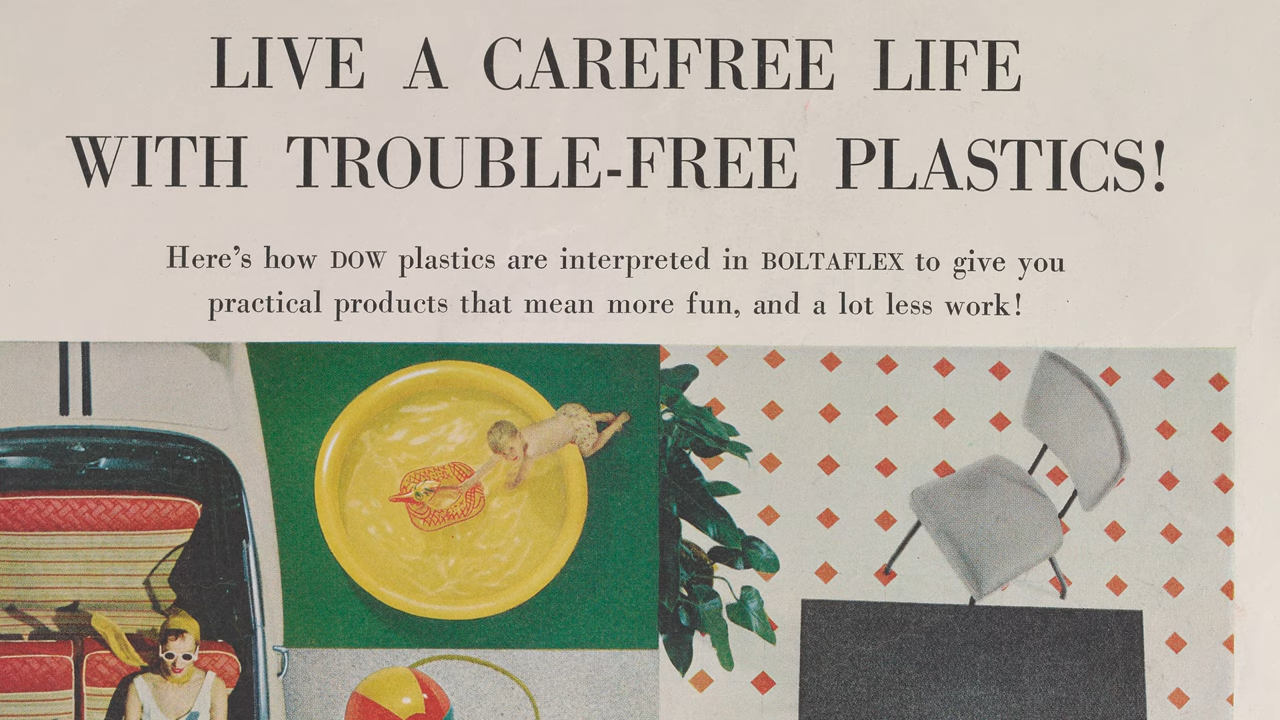 LIVE A CAREFREE LIFE
WITH TROUBLE-FREE PLASTICS!
Here's how DOW plastics are interpreted in BOLTAFLEX to give you
practical products that mean more fun, and a lot less work!